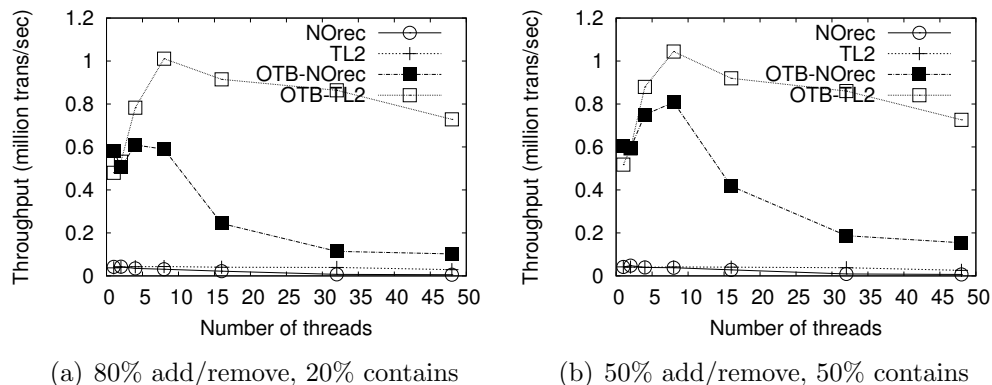 1.2
1
0.8
0.6
0.4
0.2
0
Throughput (million trans/sec)
NOrec
TL2
OTB-NOrec
OTB-TL2
0 5 10 15 20 25 30 35 40 45 50
Number of threads
(a) 80% add/remove, 20% contains
1.2
1
0.8
0.6
0.4
0.2
0
Throughput (million trans/sec)
NOrec
TL2
OTB-NOrec
OTB-TL2
0 5 10 15 20 25 30 35 40 45 50
Number of threads
(b) 50% add/remove, 50% contains